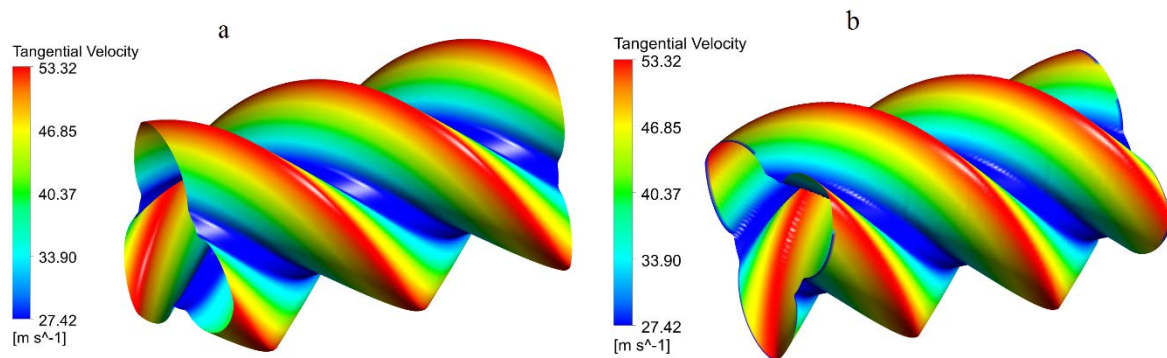 a
Tangential Velocity
53.32
46.85
40.37
33.90
27.42
[m s^-1]
b
Tangential Velocity
53.32
46.85
40.37
33.90
27.42
[m s^-1]